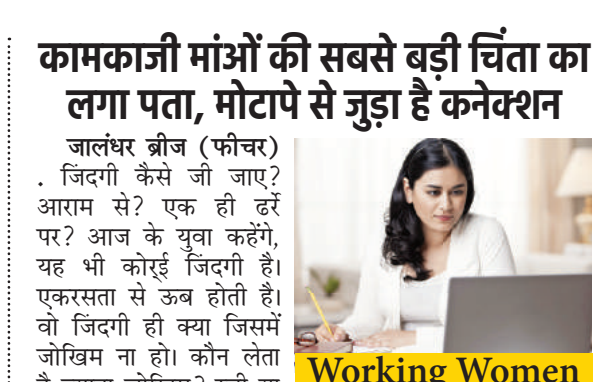 कामकाजी मांओं की सबसे बड़ी चिंता का
लगा पता, मोटापे से जुड़ा है कनेक्शन
जालंधर ब्रीज (फीचर)
. जिंदगी कैसे जी जाए?
आराम से? एक ही ढर्रे
पर? आज के युवा कहेंगे,
यह भी कोर्इ जिंदगी है।
एकरसता से ऊब होती है।
वो जिंदगी ही क्या जिसमें
जोखिम ना हो। कौन लेता
Working Women